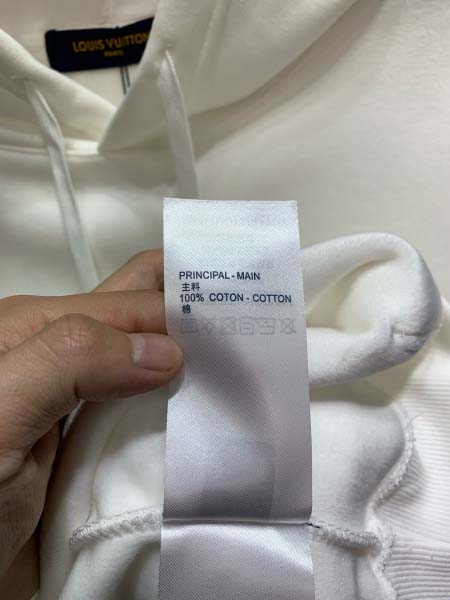 LOUIS VUITTON
PARIS
PRINCIPAL - MAIN
主料
100% COTON - COTTON
棉